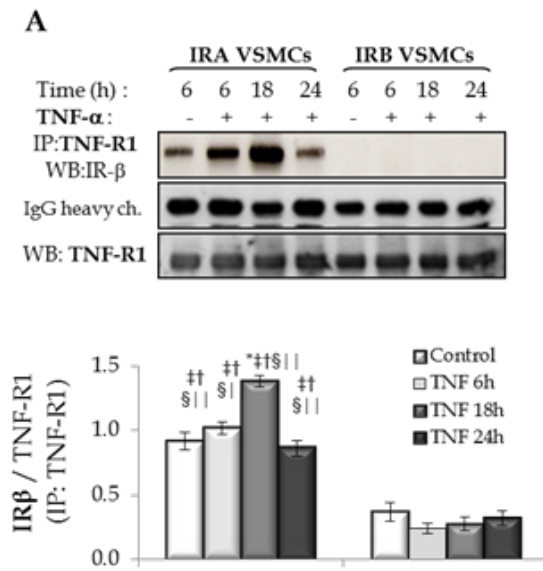 A
IRA VSMCs IRB VSMCs
Time (h) : 6 6 18 24 6 6 18 24
TNF-α : - + + + - + + +
IP:TNF-R1
WB:IR-β
IgG heavy ch.
WB: TNF-R1
IRβ / TNF-R1
(IP: TNF-R1)
1.5
1.0
0.5
0.0
‡†
§||
‡†
§|
*‡†§||
‡†
§||
Control
TNF 6h
TNF 18h
TNF 24h